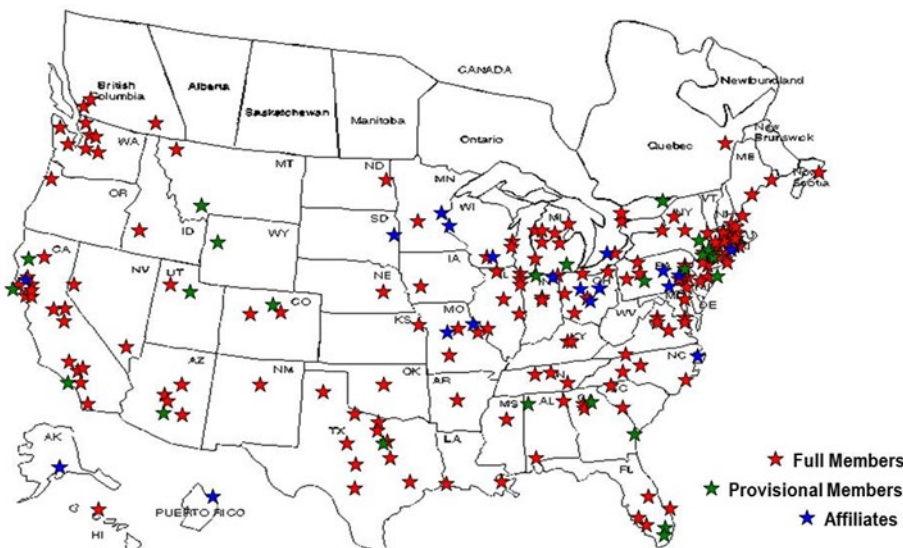 CANADA
British
Columbia
Alberta
Saskatchewan
Manitoba
Ontario
Quebec
Newfoundland
New
Brunswick
Nova
Scotia
WA
MT
ND
MN
ME
VT
NH
NY
OR
ID
WY
SD
WI
MI
CA
NV
UT
CO
NE
IA
IL
IN
OH
PA
MD
DE
WV
KS
MO
KY
NC
AZ
NM
OK
AR
TN
SC
MS
AL
TX
LA
FL
AK
HI
PUERTO RICO
Full Members
Provisional Members
Affiliates